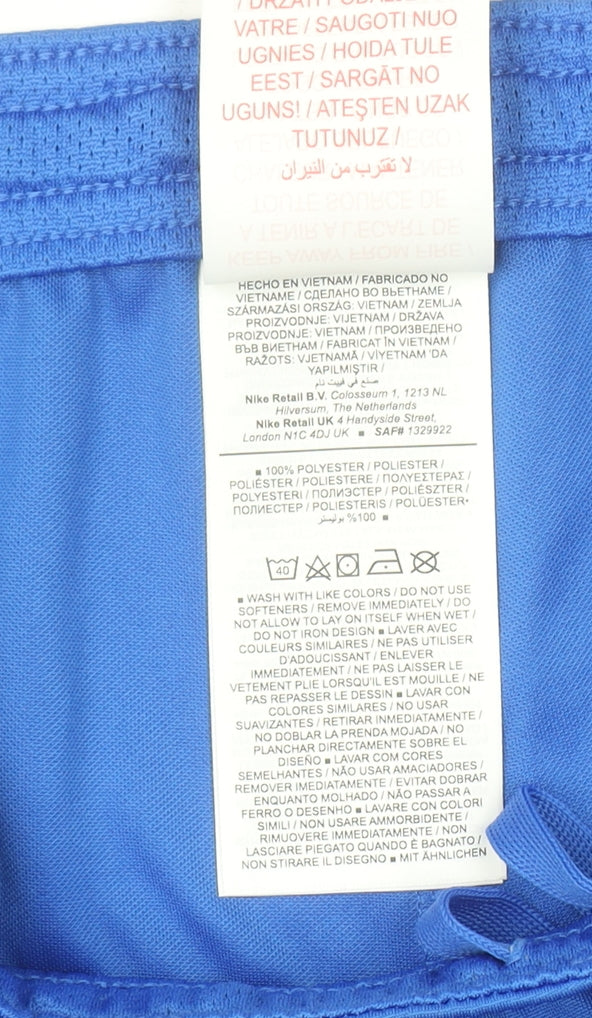 VATRE / SAUGOTI NUO
UGNIES / HOIDA TULE
EEST / SARGĀT NO
UGUNS! / ATEŞTEN UZAK
TUTUNUZ /
لا تقترب من النيران
HECHO EN VIETNAM / FABRICADO NO
VIETNAME / СДЕЛАНО ВО ВЬЕТНАМЕ /
SZÁRMAZÁSI ORSZÁG: VIETNAM / ZEMLJA
PROIZVODNJE: VIJETNAM / DRŽAVA
PROIZVODNJE: VIETNAM / ПРОИЗВЕДЕНО
ВЪВ ВИЕТНАМ / FABRICAT ÎN VIETNAM /
RAŽOTS: VJETNAMĀ / VİYETNAM 'DA
YAPILMIŞTIR /
صنع في فييت نام
Nike Retail B.V. Colosseum 1, 1213 NL
Hilversum, The Netherlands
Nike Retail UK 4 Handyside Street,
London N1C 4DJ UK ■ SAF# 1329922
■ 100% POLYESTER / POLIESTER /
POLIÉSTER / POLIESTERE / ΠΟΛΥΕΣΤΕΡΑΣ /
POLYESTERI / ПОЛИЭСТЕР / POLIÉSZTER /
ПОЛИЕСТЕР / POLIESTERIS / POLÜESTER*
100% بوليستر ■
40
■ WASH WITH LIKE COLORS / DO NOT USE
SOFTENERS / REMOVE IMMEDIATELY / DO
NOT ALLOW TO LAY ON ITSELF WHEN WET /
DO NOT IRON DESIGN ■ LAVER AVEC
COULEURS SIMILAIRES / NE PAS UTILISER
D'ADOUCISSANT / ENLEVER
IMMEDIATEMENT / NE PAS LAISSER LE
VETEMENT PLIE LORSQU'IL EST MOUILLE / NE
PAS REPASSER LE DESSIN ■ LAVAR CON
COLORES SIMILARES / NO USAR
SUAVIZANTES / RETIRAR INMEDIATAMENTE /
NO DOBLAR LA PRENDA MOJADA / NO
PLANCHAR DIRECTAMENTE SOBRE EL
DISEÑO ■ LAVAR COM CORES
SEMELHANTES / NÃO USAR AMACIADORES /
REMOVER IMEDIATAMENTE / EVITAR DOBRAR
ENQUANTO MOLHADO / NÃO PASSAR A
FERRO O DESENHO ■ LAVARE CON COLORI
SIMILI / NON USARE AMMORBIDENTE /
RIMUOVERE IMMEDIATAMENTE / NON
LASCIARE PIEGATO QUANDO È BAGNATO /
NON STIRARE IL DISEGNO ■ MIT ÄHNLICHEN